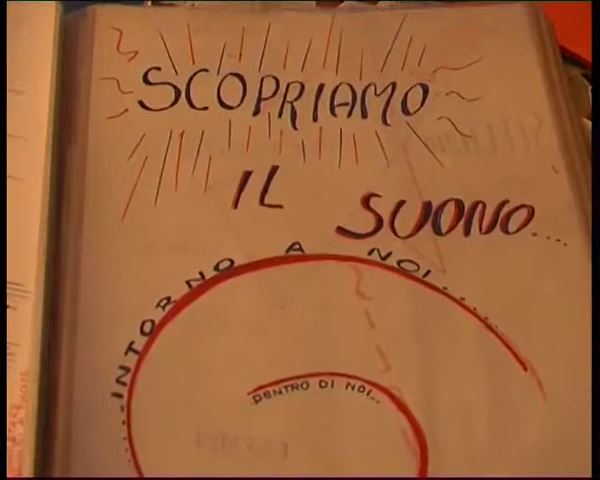 SCOPRIAMO
IL SUONO....
.....INTORNO A NOI.....
DENTRO DI NOI...